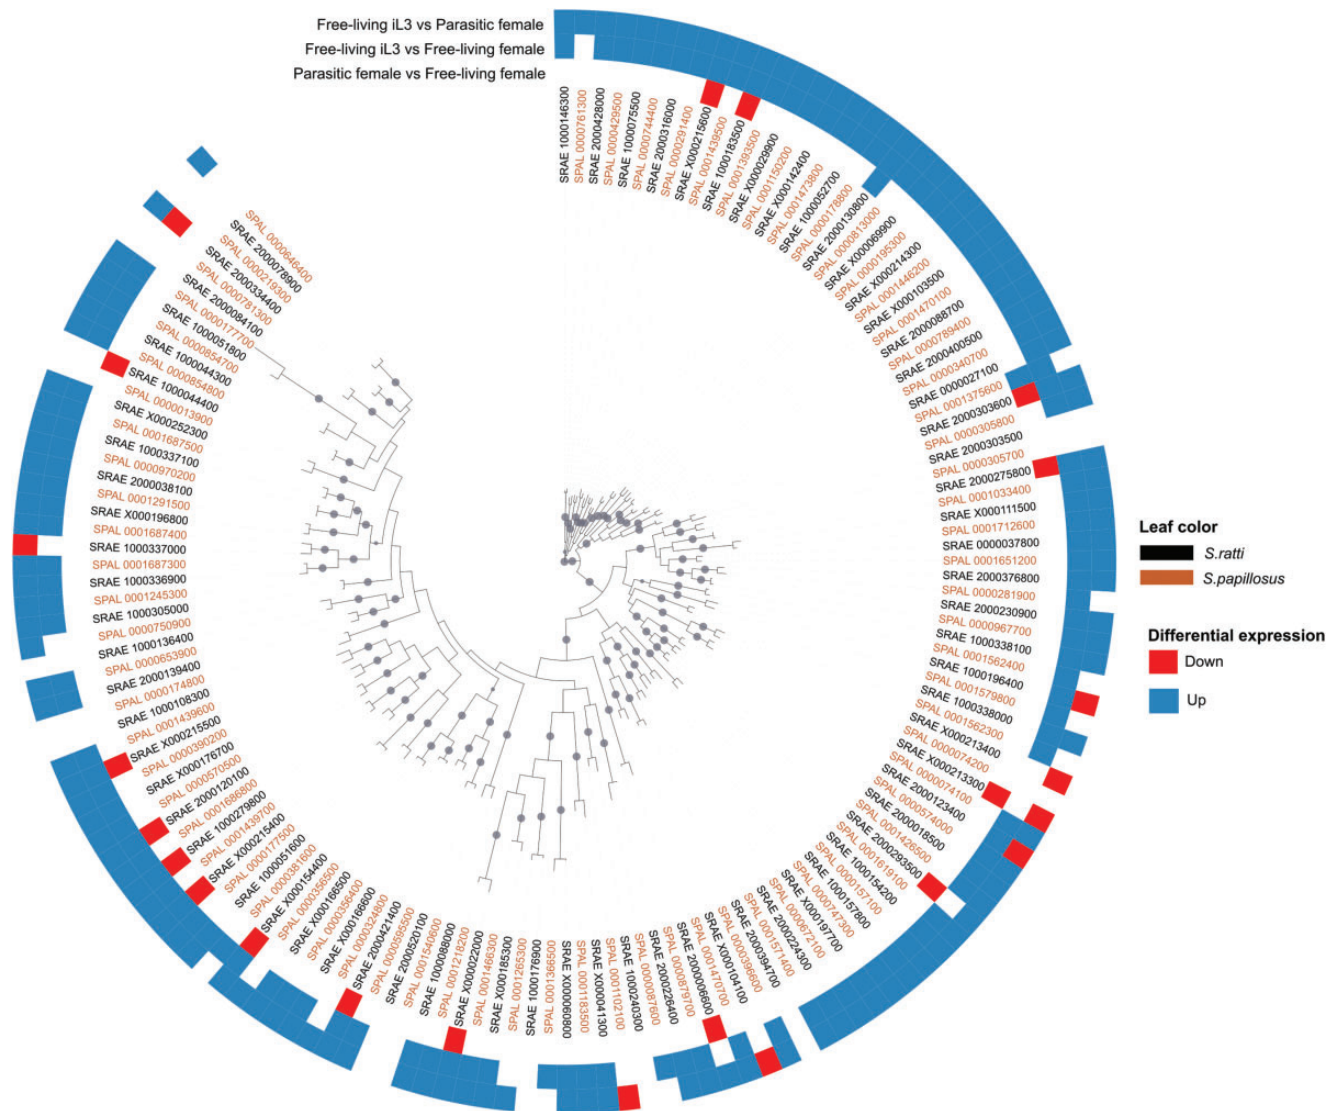 Free-living iL3 vs Parasitic female
Free-living iL3 vs Free-living female
Parasitic female vs Free-living female
SRAE 1000146300
SPAL 0000761300
SRAE 2000428000
SPAL 0000429500
SRAE 1000075500
SPAL 0000744400
SRAE 2000316000
SPAL 0000291400
SRAE X000215600
SPAL 0001439500
SRAE 1000183500
SPAL 0001393500
SRAE X000029900
SPAL 0001150200
SRAE X000142400
SPAL 0001473800
SRAE 1000052700
SPAL 0000178800
SRAE 2000130800
SPAL 0000813000
SRAE X000069900
SPAL 0000195300
SRAE X000214300
SPAL 0001446200
SRAE X000103500
SPAL 0001470100
SRAE 2000088700
SPAL 0000789400
SRAE 2000400500
SPAL 0000340700
SRAE 0000027100
SPAL 0001375600
SRAE 2000303600
SPAL 0000305800
SRAE 2000303500
SPAL 0000305700
SRAE 2000275800
SPAL 0001033400
SRAE X000111500
SPAL 0001712600
SRAE 0000037800
SPAL 0001651200
SRAE 2000376800
SPAL 0000281900
SRAE 2000230900
SPAL 0000967700
SRAE 1000338100
SPAL 0001562400
SRAE 1000196400
SPAL 0001579800
SRAE 1000338000
SPAL 0001562300
SRAE X000213400
SPAL 0000074200
SRAE X000213300
SPAL 0000074100
SRAE 2000123400
SPAL 0000574000
SRAE 2000018500
SPAL 0001426500
SRAE 2000293500
SPAL 0001619100
SRAE 1000154200
SPAL 0000157100
SRAE 1000157800
SPAL 0000747300
SRAE X000197700
SPAL 0000672100
SRAE 2000224300
SPAL 0001571400
SRAE 2000394700
SPAL 0000396600
SRAE X000104100
SPAL 0001470700
SRAE 2000006600
SPAL 0000879700
SRAE 2000226400
SPAL 0000087600
SRAE 1000240300
SPAL 0001102100
SRAE X000041300
SPAL 0001183500
SRAE X000060800
SPAL 0001366500
SRAE 1000176900
SPAL 0001265300
SRAE X000185300
SPAL 0001466300
SRAE X000022000
SPAL 0001218200
SRAE 1000088000
SPAL 0001540600
SRAE 2000520100
SPAL 0000595500
SRAE 2000421400
SPAL 0000324800
SRAE X000166600
SPAL 0000356400
SRAE X000166500
SPAL 0000356500
SRAE X000154400
SPAL 0000381600
SRAE 1000051600
SPAL 0000177500
SRAE X000215400
SPAL 0001439700
SRAE 1000279800
SPAL 0001686800
SRAE 2000120100
SPAL 0000570500
SRAE X000176700
SPAL 0000390200
SRAE X000215500
SPAL 0001439600
SRAE 1000108300
SPAL 0000174800
SRAE 2000139400
SPAL 0000653900
SRAE 1000136400
SPAL 0000750900
SRAE 1000305000
SPAL 0001245300
SRAE 1000336900
SPAL 0001687300
SRAE 1000337000
SPAL 0001687400
SRAE X000196800
SPAL 0001291500
SRAE 2000038100
SPAL 0000970200
SRAE 1000337100
SPAL 0001687500
SRAE X000252300
SPAL 0000013900
SRAE 1000044400
SPAL 0000854800
SRAE 1000044300
SPAL 0000854700
SRAE 1000051800
SPAL 0000177700
SRAE 2000084100
SPAL 0000781300
SRAE 2000334400
SPAL 0000219300
SRAE 2000078900
SPAL 0000646400
Leaf color
S.ratti
S.papillosus
Differential expression
Down
Up